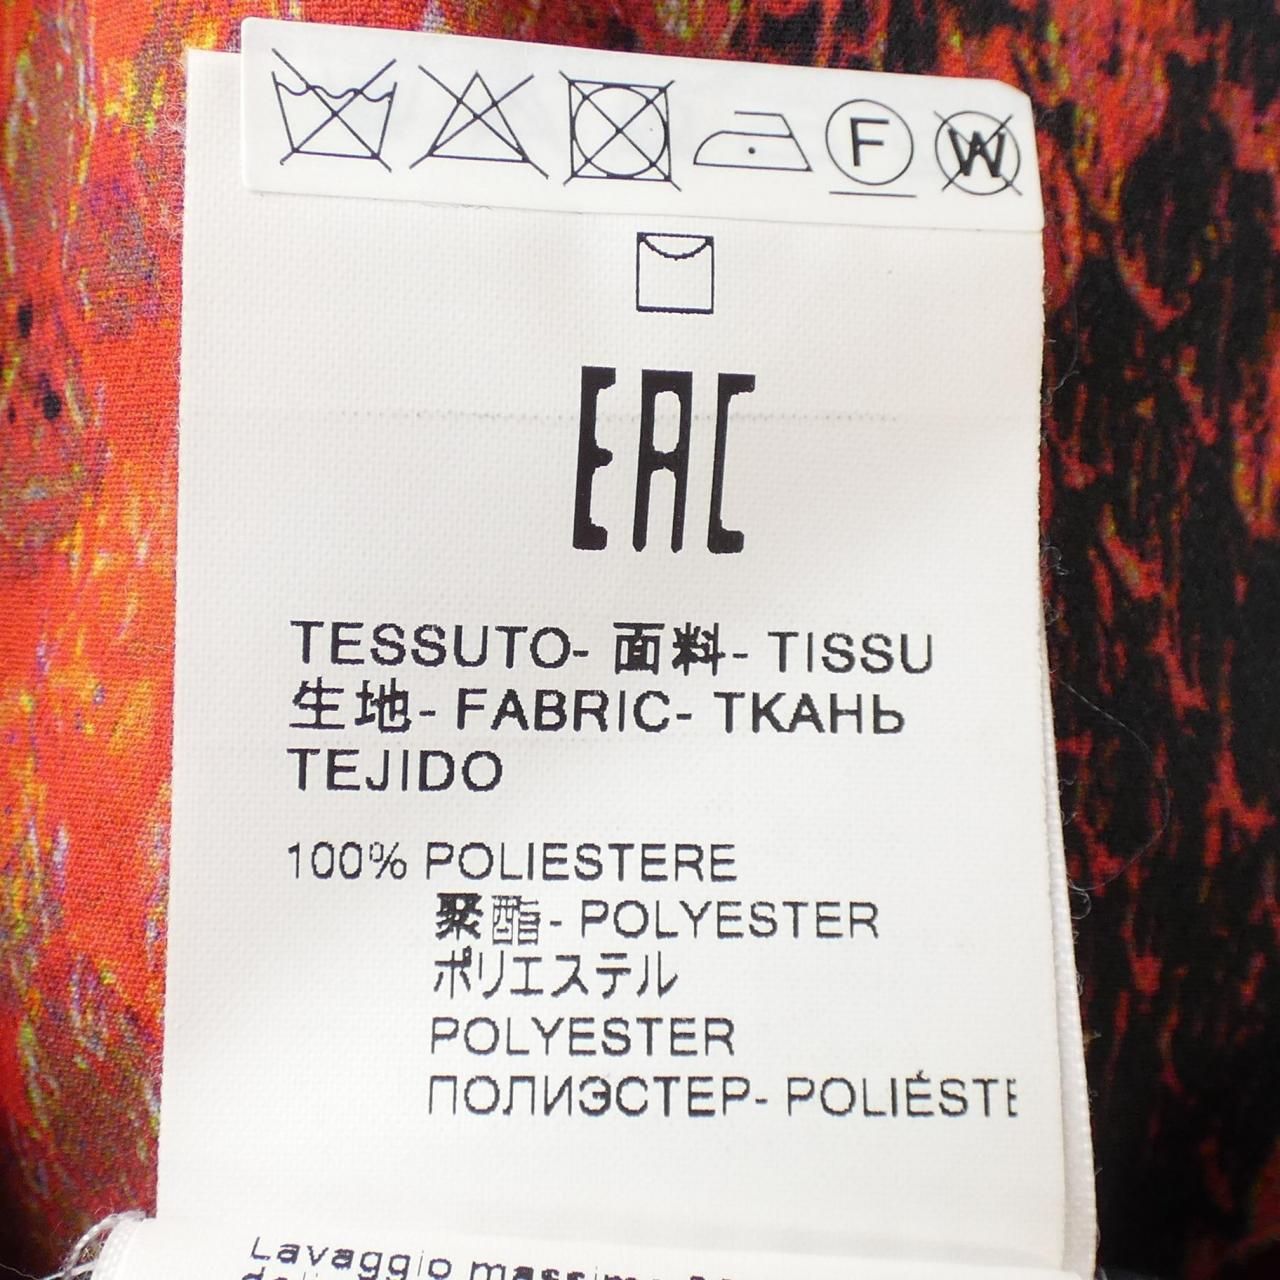 F W
EAC
TESSUTO- 面料- TISSU
生地- FABRIC- ТКАНЬ
TEJIDO
100% POLIESTERE
聚酯- POLYESTER
ポリエステル
POLYESTER
ПОЛИЭСТЕР- POLIÉSTE
Lavaggio